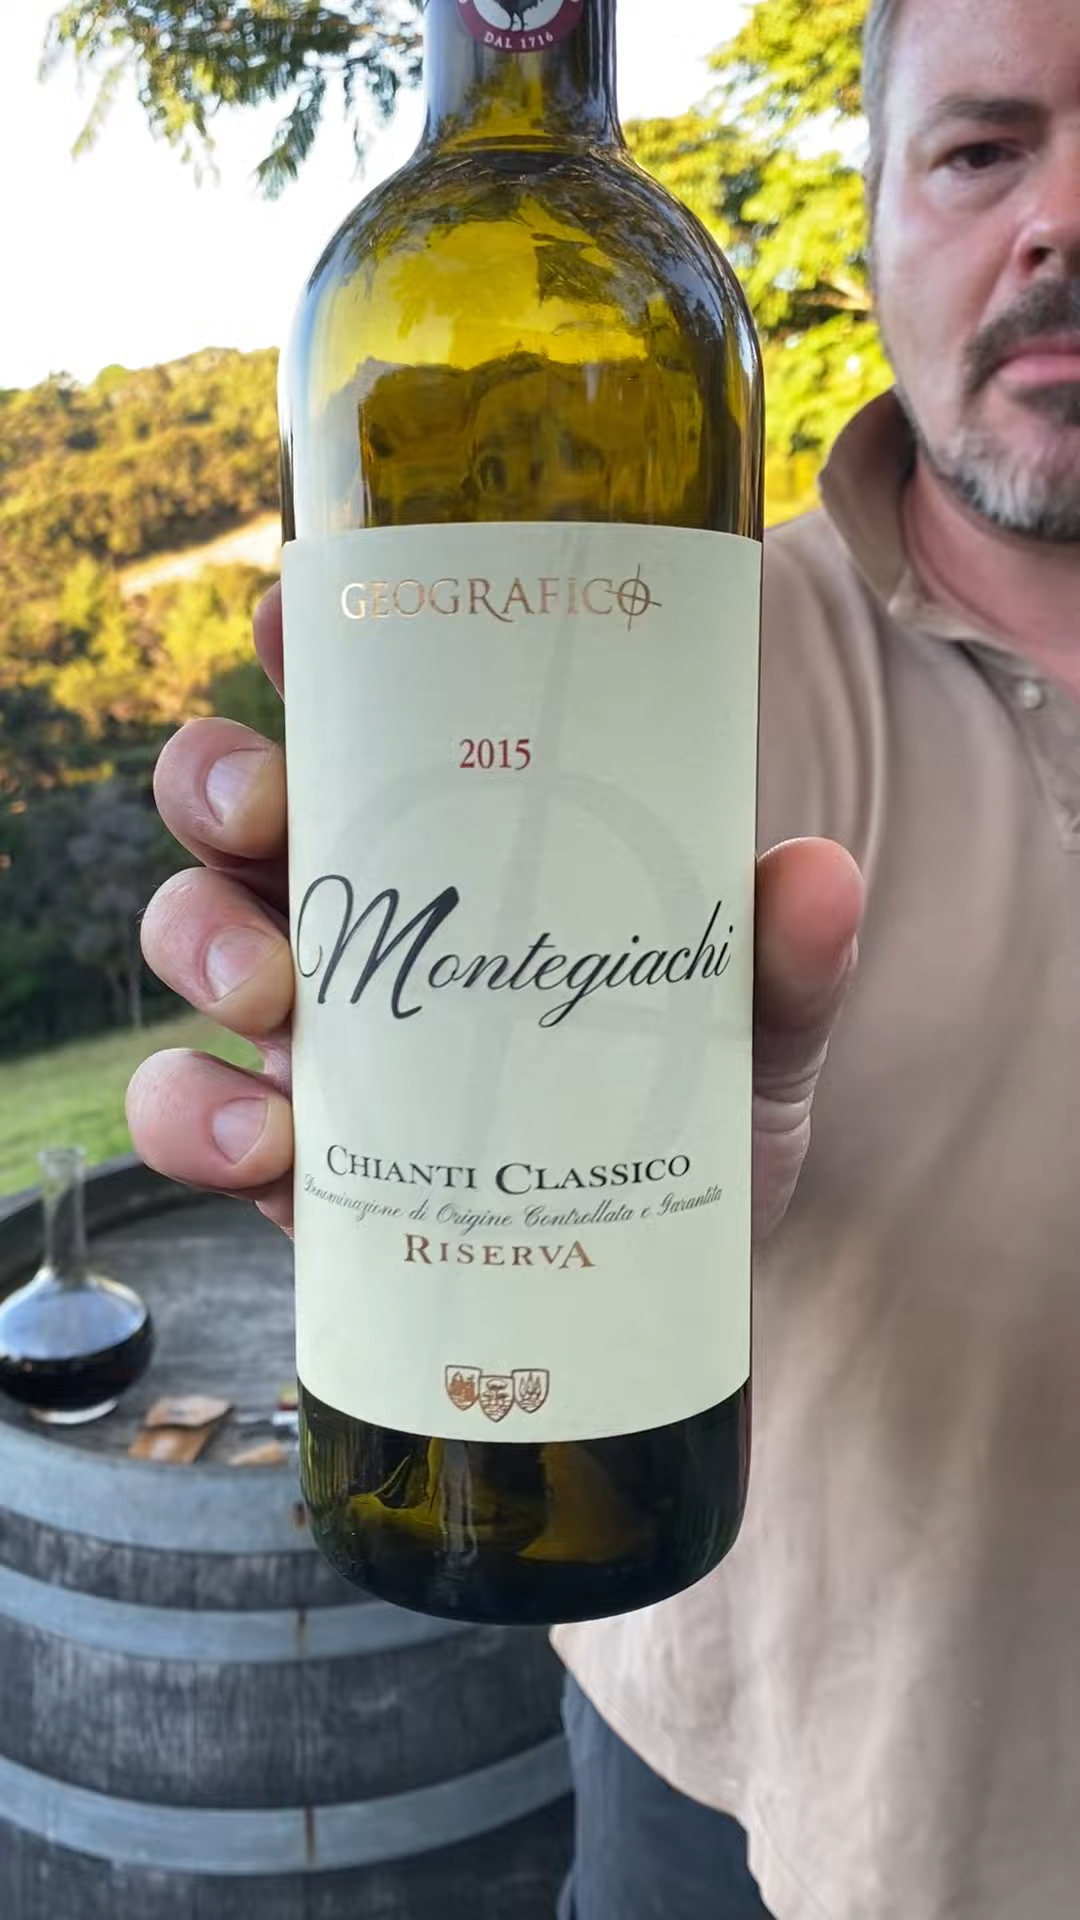 DAL 1716
GEOGRAFICO
2015
Montegiachi
CHIANTI CLASSICO
Denominazione di Origine Controllata e Garantita
RISERVA